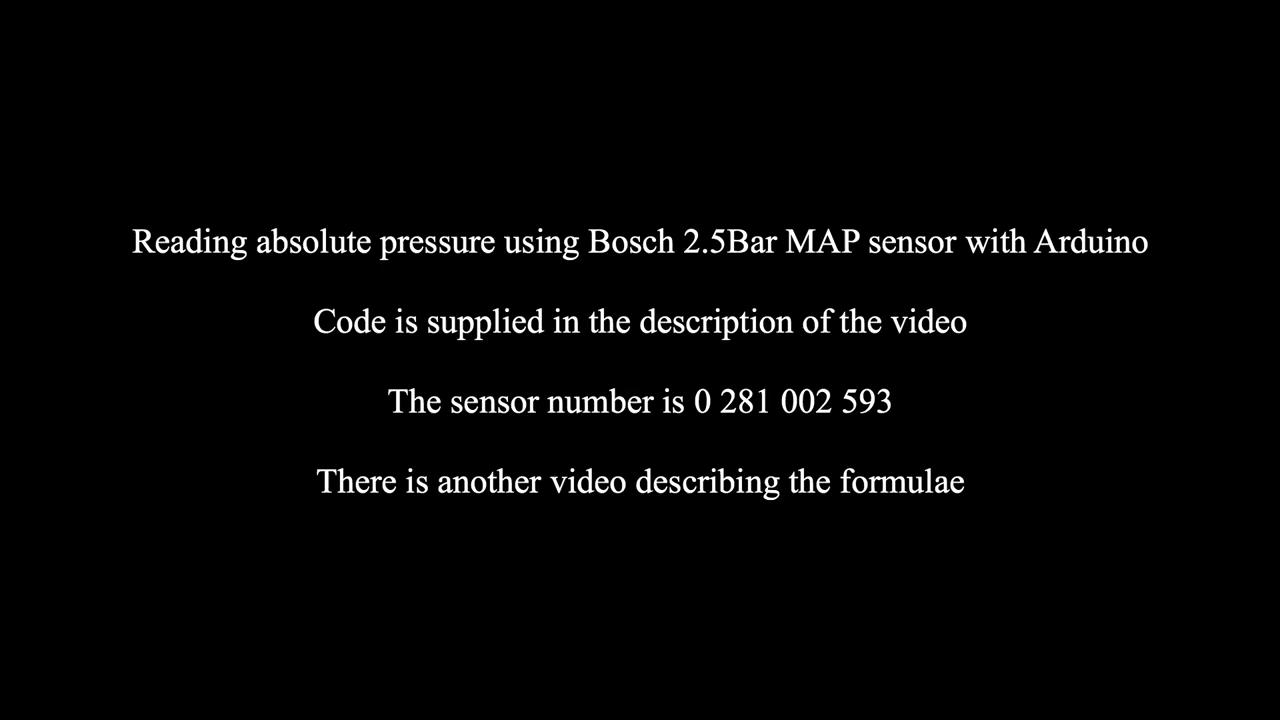 Reading absolute pressure using Bosch 2.5Bar MAP sensor with Arduino
Code is supplied in the description of the video
The sensor number is 0 281 002 593
There is another video describing the formulae